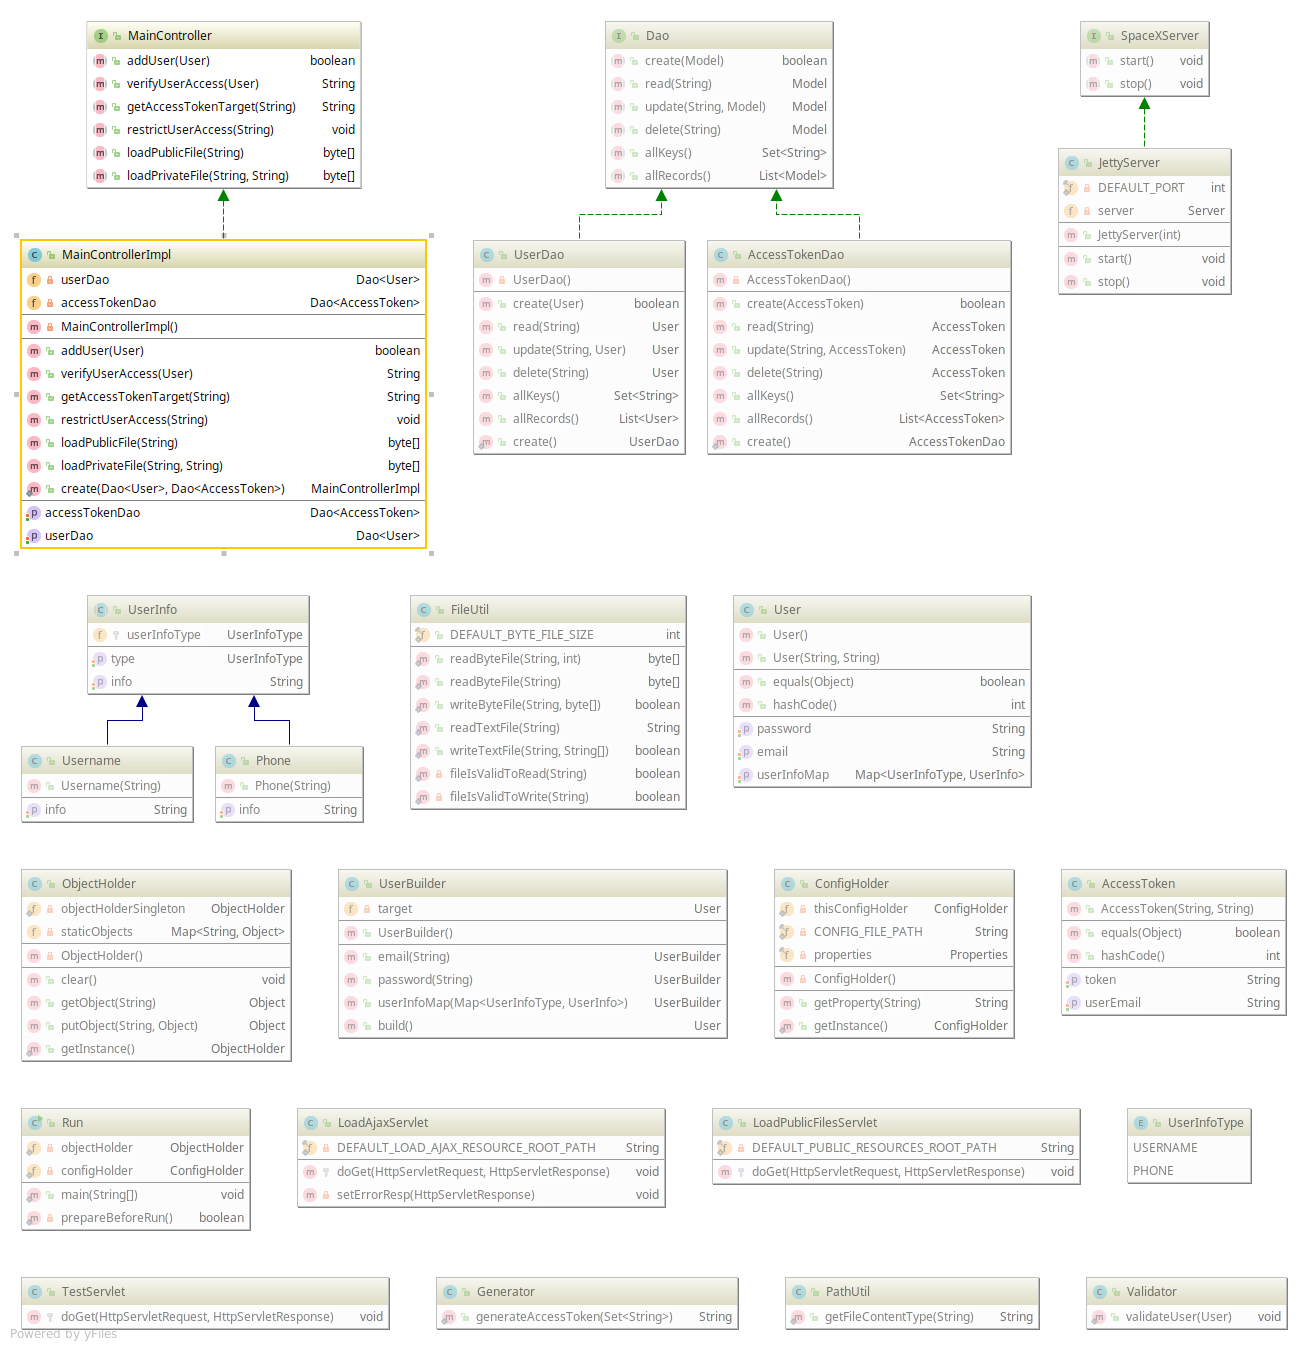 MainController
addUser(User) boolean
verifyUserAccess(User) String
getAccessTokenTarget(String) String
restrictUserAccess(String) void
loadPublicFile(String) byte[]
loadPrivateFile(String, String) byte[]
Dao
create(Model) boolean
read(String) Model
update(String, Model) Model
delete(String) Model
allKeys() Set<String>
allRecords() List<Model>
SpaceXServer
start() void
stop() void
JettyServer
DEFAULT_PORT int
server Server
JettyServer(int)
start() void
stop() void
MainControllerImpl
userDao Dao<User>
accessTokenDao Dao<AccessToken>
MainControllerImpl()
addUser(User) boolean
verifyUserAccess(User) String
getAccessTokenTarget(String) String
restrictUserAccess(String) void
loadPublicFile(String) byte[]
loadPrivateFile(String, String) byte[]
create(Dao<User>, Dao<AccessToken>) MainControllerImpl
accessTokenDao Dao<AccessToken>
userDao Dao<User>
UserDao
UserDao()
create(User) boolean
read(String) User
update(String, User) User
delete(String) User
allKeys() Set<String>
allRecords() List<User>
create() UserDao
AccessTokenDao
AccessTokenDao()
create(AccessToken) boolean
read(String) AccessToken
update(String, AccessToken) AccessToken
delete(String) AccessToken
allKeys() Set<String>
allRecords() List<AccessToken>
create() AccessTokenDao
UserInfo
userInfoType UserInfoType
type UserInfoType
info String
Username
Username(String)
info String
Phone
Phone(String)
info String
FileUtil
DEFAULT_BYTE_FILE_SIZE int
readByteFile(String, int) byte[]
readByteFile(String) byte[]
writeByteFile(String, byte[]) boolean
readTextFile(String) String
writeTextFile(String, String[]) boolean
fileIsValidToRead(String) boolean
fileIsValidToWrite(String) boolean
User
User()
User(String, String)
equals(Object) boolean
hashCode() int
password String
email String
userInfoMap Map<UserInfoType, UserInfo>
ObjectHolder
objectHolderSingleton ObjectHolder
staticObjects Map<String, Object>
ObjectHolder()
clear() void
getObject(String) Object
putObject(String, Object) Object
getInstance() ObjectHolder
UserBuilder
target User
UserBuilder()
email(String) UserBuilder
password(String) UserBuilder
userInfoMap(Map<UserInfoType, UserInfo>) UserBuilder
build() User
ConfigHolder
thisConfigHolder ConfigHolder
CONFIG_FILE_PATH String
properties Properties
ConfigHolder()
getProperty(String) String
getInstance() ConfigHolder
AccessToken
AccessToken(String, String)
equals(Object) boolean
hashCode() int
token String
userEmail String
Run
objectHolder ObjectHolder
configHolder ConfigHolder
main(String[]) void
prepareBeforeRun() boolean
LoadAjaxServlet
DEFAULT_LOAD_AJAX_RESOURCE_ROOT_PATH String
doGet(HttpServletRequest, HttpServletResponse) void
setErrorResp(HttpServletResponse) void
LoadPublicFilesServlet
DEFAULT_PUBLIC_RESOURCES_ROOT_PATH String
doGet(HttpServletRequest, HttpServletResponse) void
UserInfoType
USERNAME
PHONE
TestServlet
doGet(HttpServletRequest, HttpServletResponse) void
Generator
generateAccessToken(Set<String>) String
PathUtil
getFileContentType(String) String
Validator
validateUser(User) void
Powered by yFiles